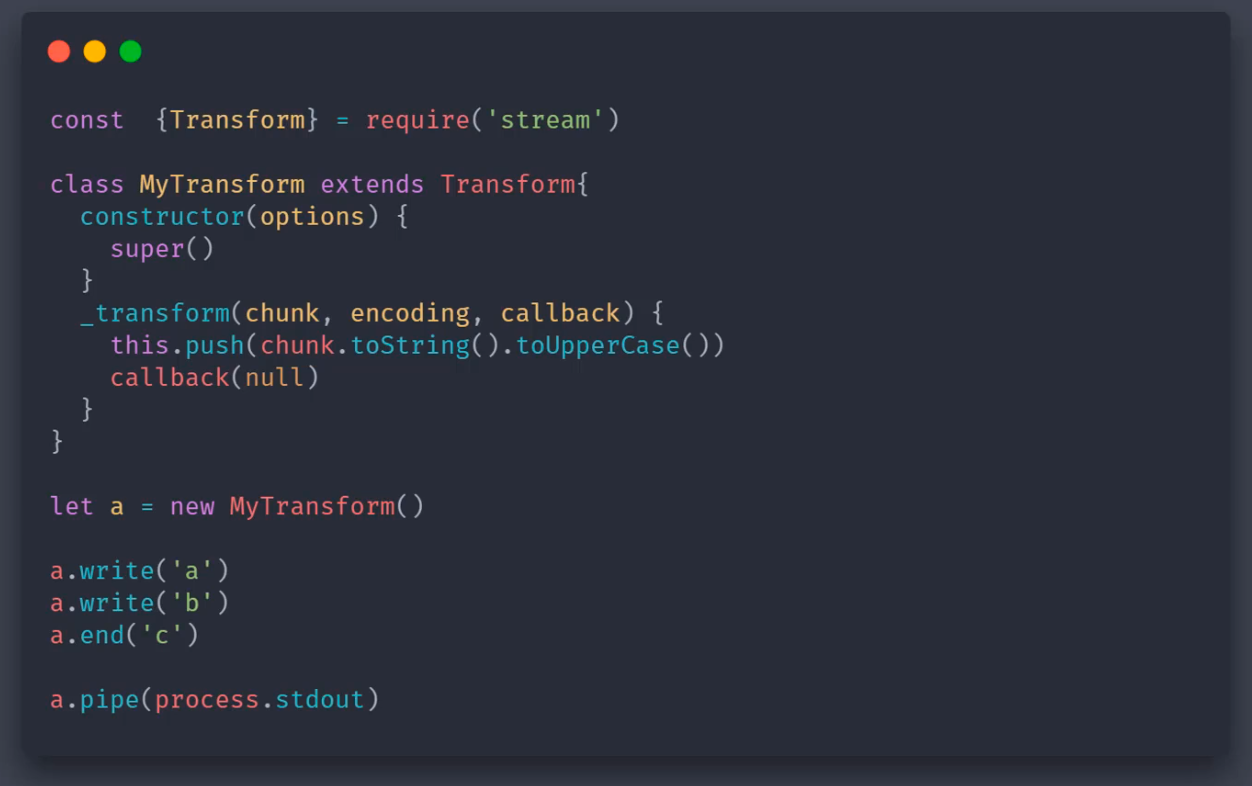 const  {Transform} = require('stream')
class MyTransform extends Transform{
  constructor(options) {
    super()
  }
  _transform(chunk, encoding, callback) {
    this.push(chunk.toString().toUpperCase())
    callback(null)
  }
}
let a = new MyTransform()
a.write('a')
a.write('b')
a.end('c')
a.pipe(process.stdout)